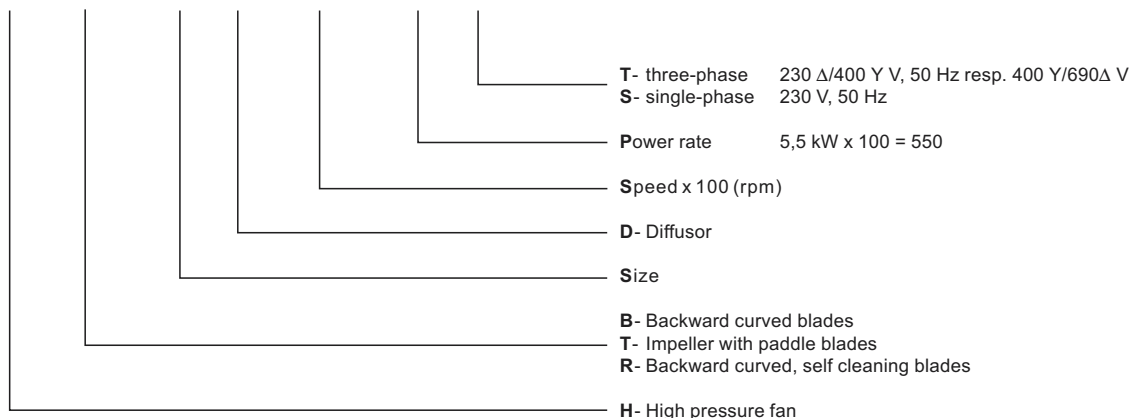 T- three-phase 230 Δ/400 Y V, 50 Hz resp. 400 Y/690Δ V
S- single-phase 230 V, 50 Hz
Power rate 5,5 kW x 100 = 550
Speed x 100 (rpm)
D- Diffusor
Size
B- Backward curved blades
T- Impeller with paddle blades
R- Backward curved, self cleaning blades
H- High pressure fan